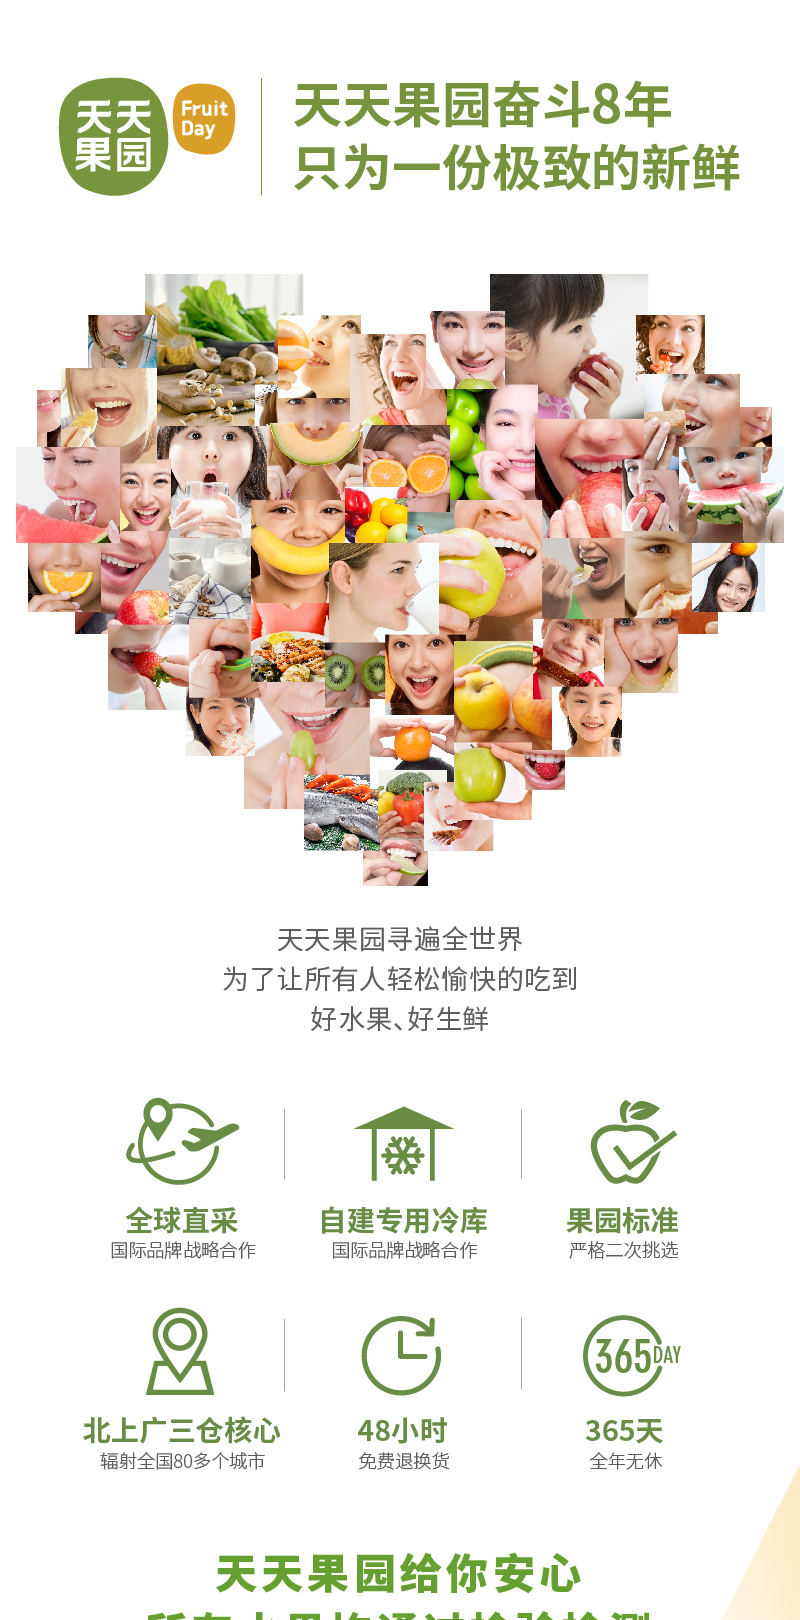 天天
果园
Fruit
Day
天天果园奋斗8年
只为一份极致的新鲜
天天果园寻遍全世界
为了让所有人轻松愉快的吃到
好水果、好生鲜
全球直采
国际品牌战略合作
自建专用冷库
国际品牌战略合作
果园标准
严格二次挑选
365DAY
北上广三仓核心
辐射全国80多个城市
48小时
免费退换货
365天
全年无休
天天果园给你安心